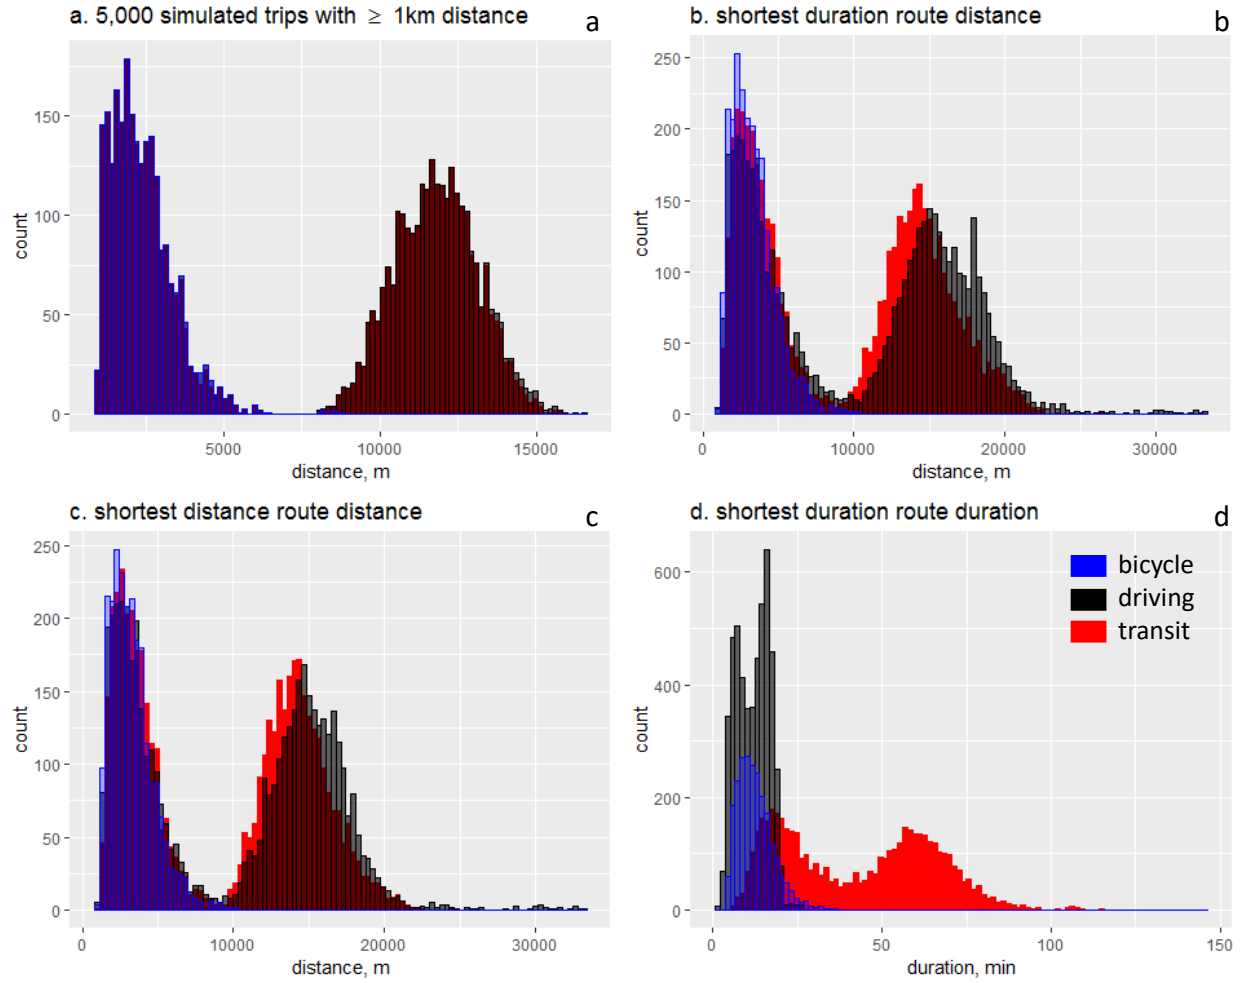 a. 5,000 simulated trips with ≥ 1km distance
a
150
100
50
0
count
5000
10000
15000
distance, m
b. shortest duration route distance
b
250
200
150
100
50
0
count
0
10000
20000
30000
distance, m
c. shortest distance route distance
c
250
200
150
100
50
0
count
0
10000
20000
30000
distance, m
d. shortest duration route duration
d
bicycle
driving
transit
600
400
200
0
count
0
50
100
150
duration, min